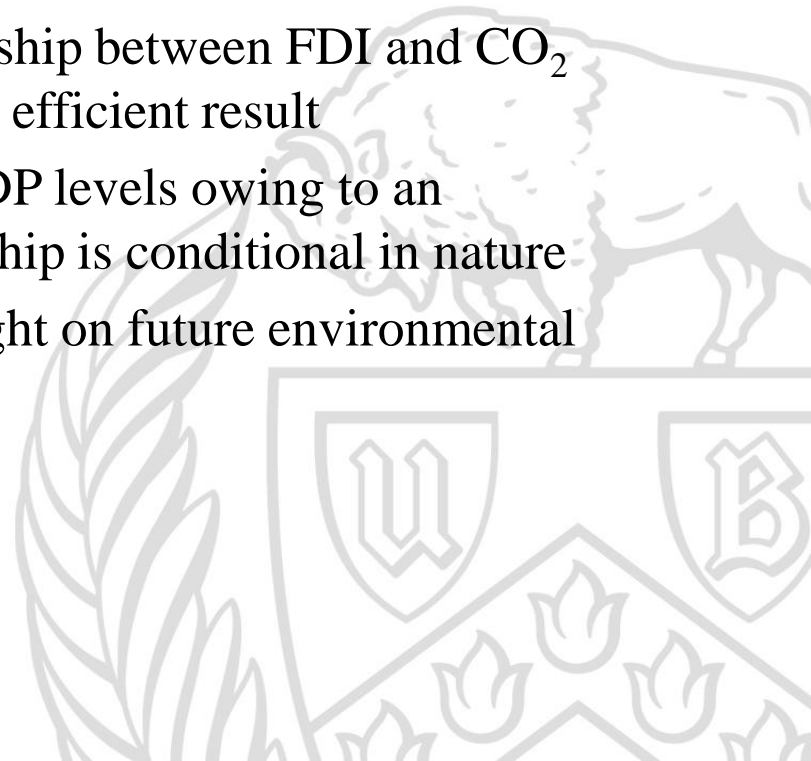 ship between FDI and CO₂
efficient result
DP levels owing to an
hip is conditional in nature
ght on future environmental
U B